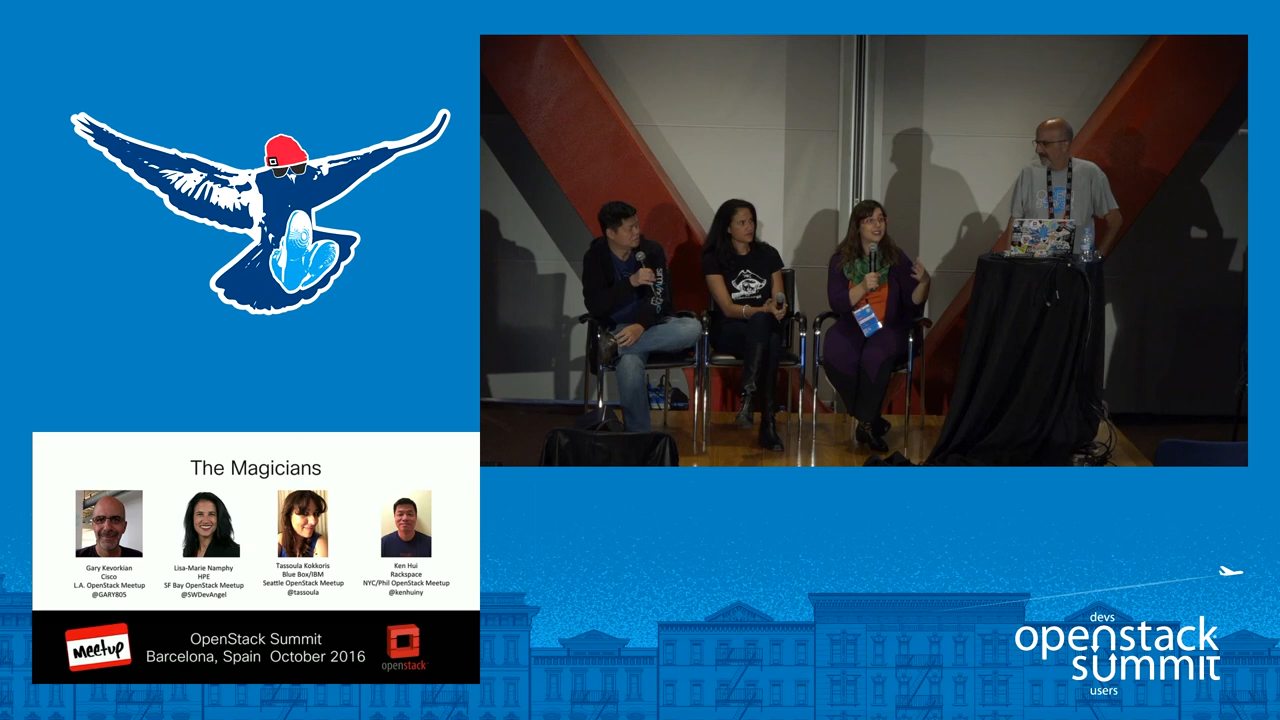 The Magicians
Gary Kevorkian
Cisco
L.A. OpenStack Meetup
@GARY805
Lisa-Marie Namphy
HPE
SF Bay OpenStack Meetup
@SWDevAngel
Tassoula Kokkoris
Blue Box/IBM
Seattle OpenStack Meetup
@tassoula
Ken Hui
Rackspace
NYC/Phil OpenStack Meetup
@kenhuiny
Meetup
OpenStack Summit
Barcelona, Spain October 2016
openstack
devs
openstack
summit
users